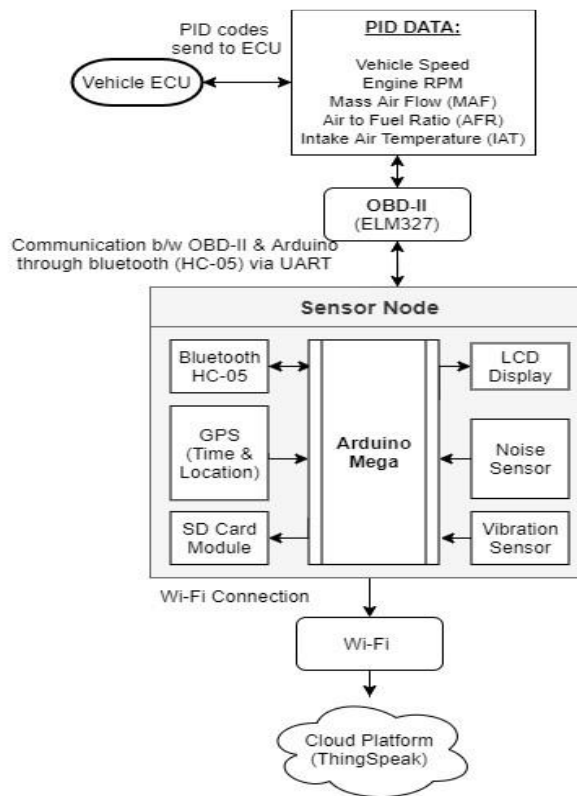 PID codes
send to ECU
Vehicle ECU
PID DATA:
Vehicle Speed
Engine RPM
Mass Air Flow (MAF)
Air to Fuel Ratio (AFR)
Intake Air Temperature (IAT)
OBD-II
(ELM327)
Communication b/w OBD-II & Arduino
through bluetooth (HC-05) via UART
Sensor Node
Bluetooth
HC-05
LCD
Display
GPS
(Time &
Location)
Arduino
Mega
Noise
Sensor
SD Card
Module
Vibration
Sensor
Wi-Fi Connection
Wi-Fi
Cloud Platform
(ThingSpeak)